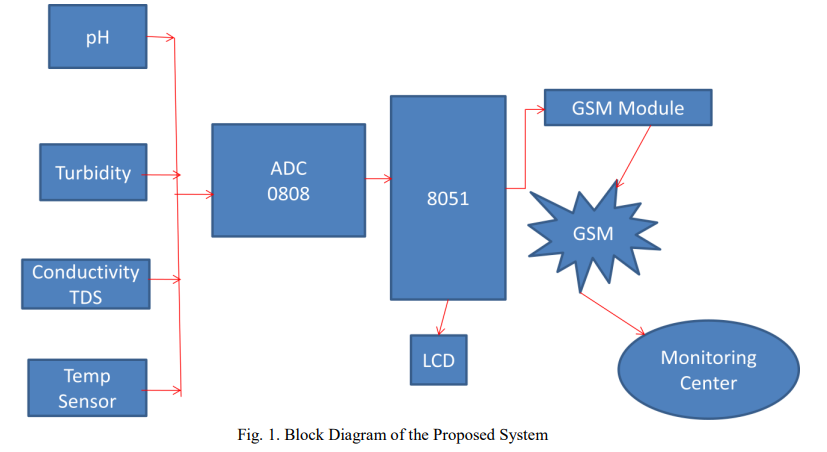 pH
Turbidity
Conductivity
TDS
Temp
Sensor
ADC
0808
8051
LCD
GSM Module
GSM
Monitoring
Center
Fig. 1. Block Diagram of the Proposed System